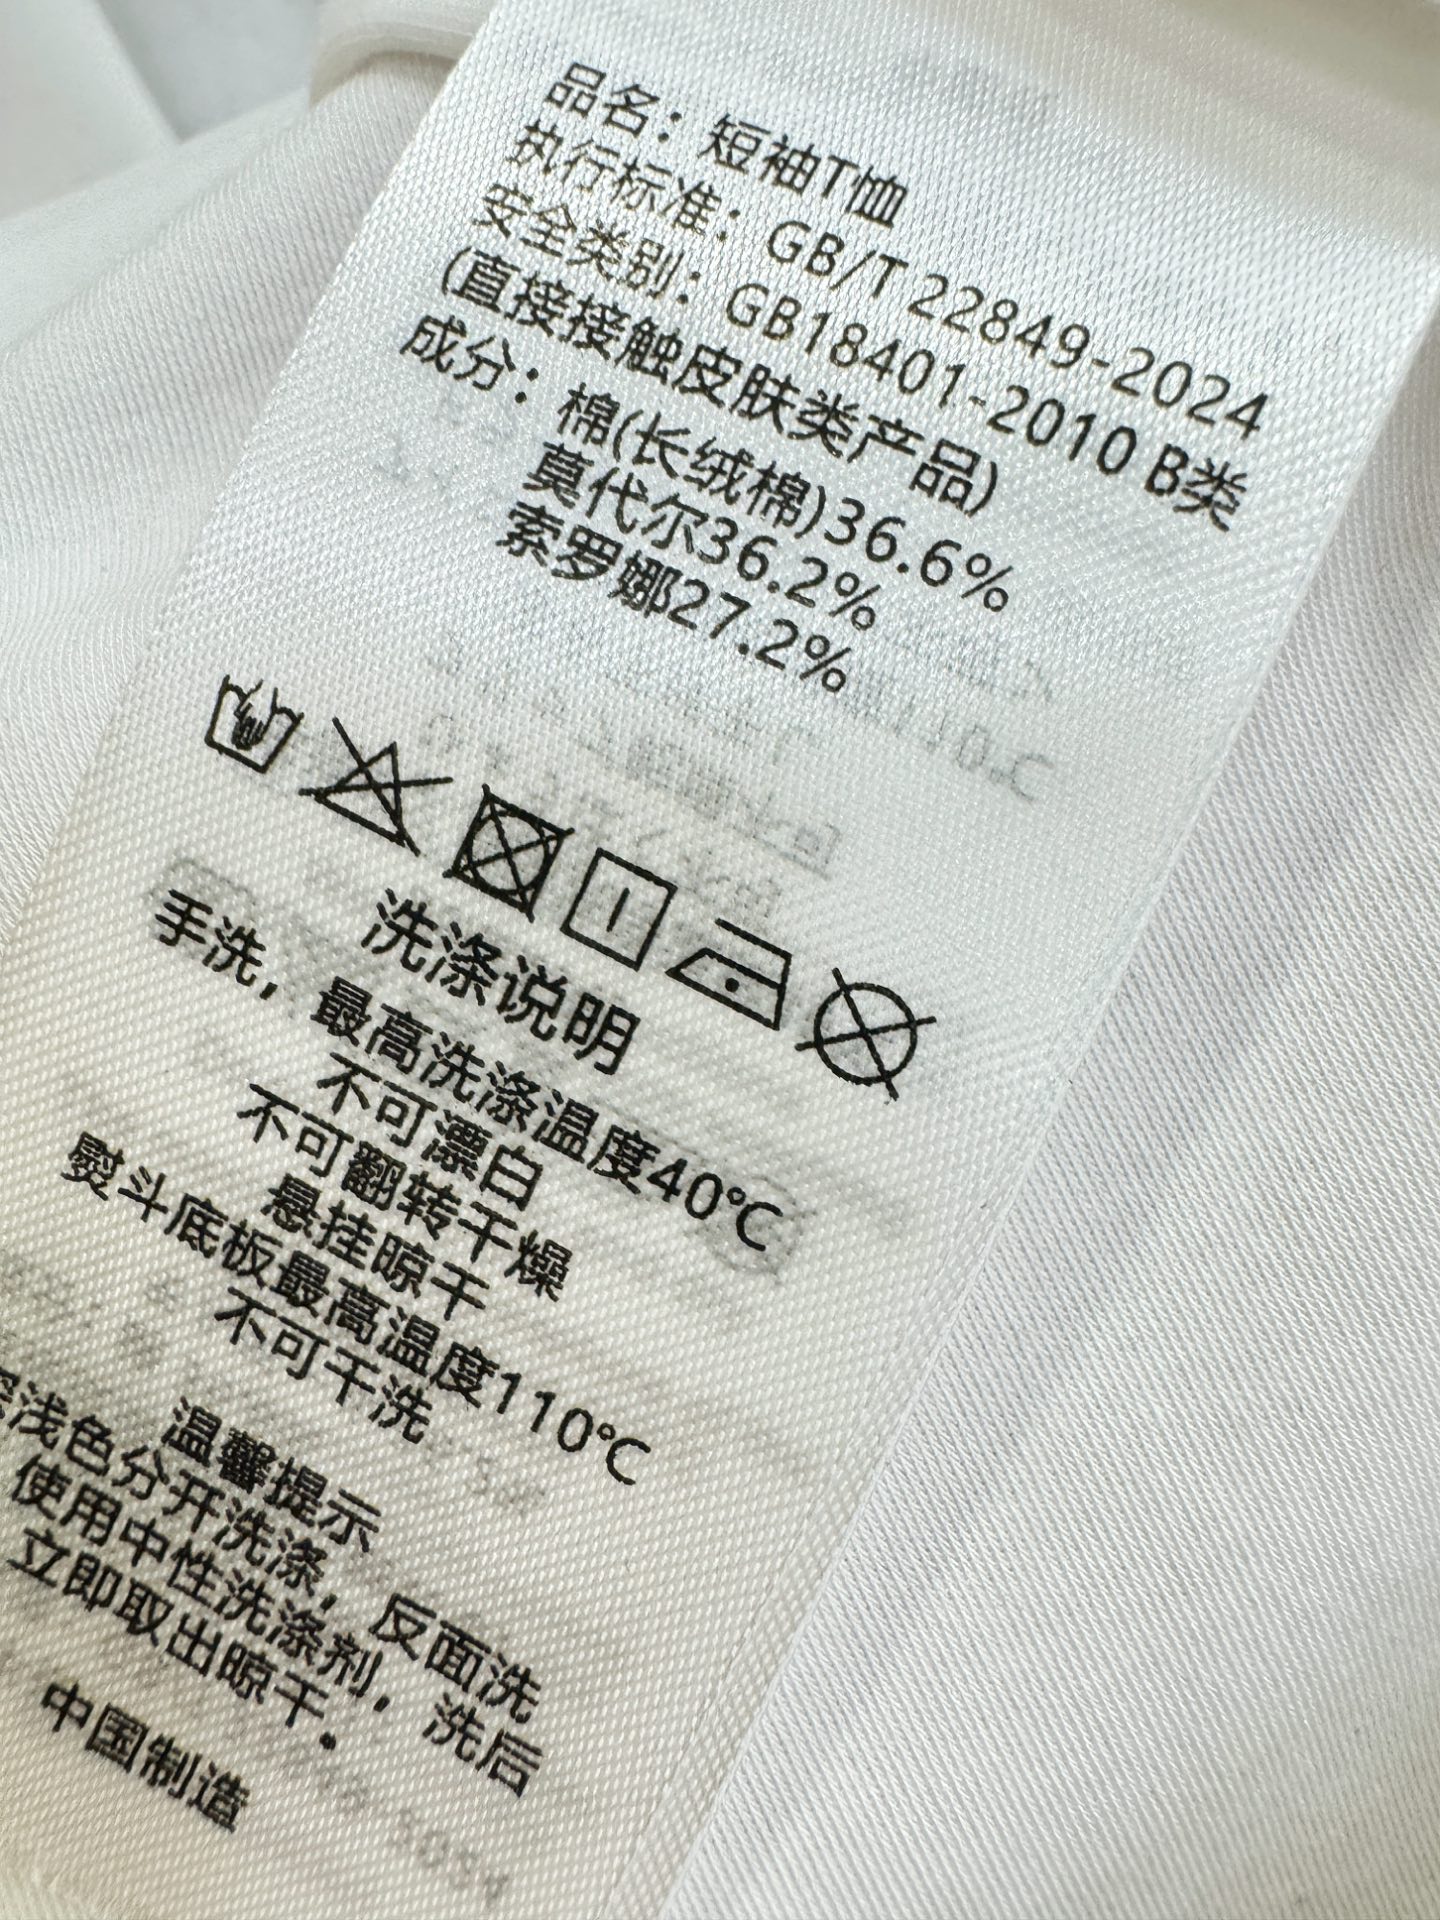 品名：短袖T恤
执行标准：GB/T 22849-2024
安全类别：GB18401-2010 B类
(直接接触皮肤类产品)
成分：棉(长绒棉)36.6%
莫代尔36.2%
索罗娜27.2%
洗涤说明
手洗，最高洗涤温度40℃
不可漂白
不可翻转干燥
悬挂晾干
熨斗底板最高温度110℃
不可干洗
温馨提示
深浅色分开洗涤，反面洗
使用中性洗涤剂，洗后
立即取出晾干。
中国制造